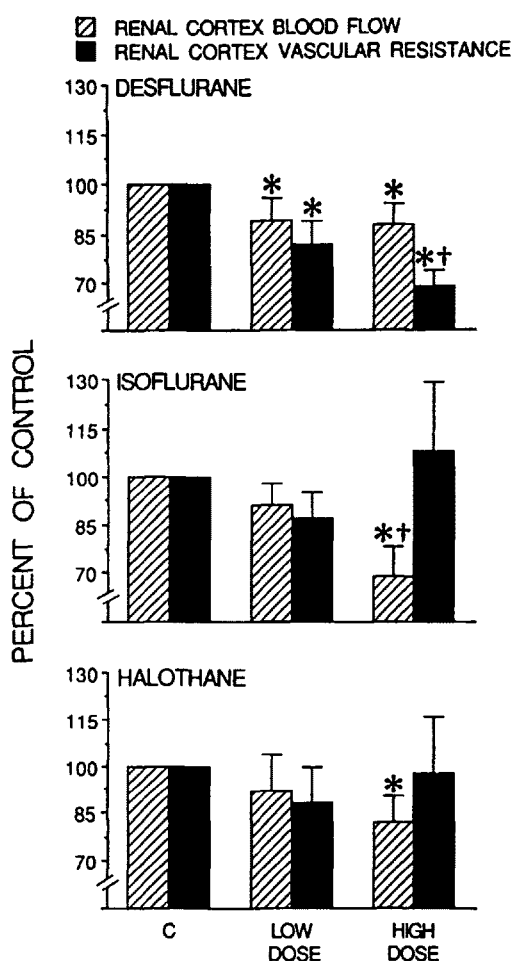 RENAL CORTEX BLOOD FLOW
RENAL CORTEX VASCULAR RESISTANCE
PERCENT OF CONTROL
DESFLURANE
130
115
100
85
70
* * * *†
ISOFLURANE
130
115
100
85
70
*†
HALOTHANE
130
115
100
85
70
*
C LOW DOSE HIGH DOSE